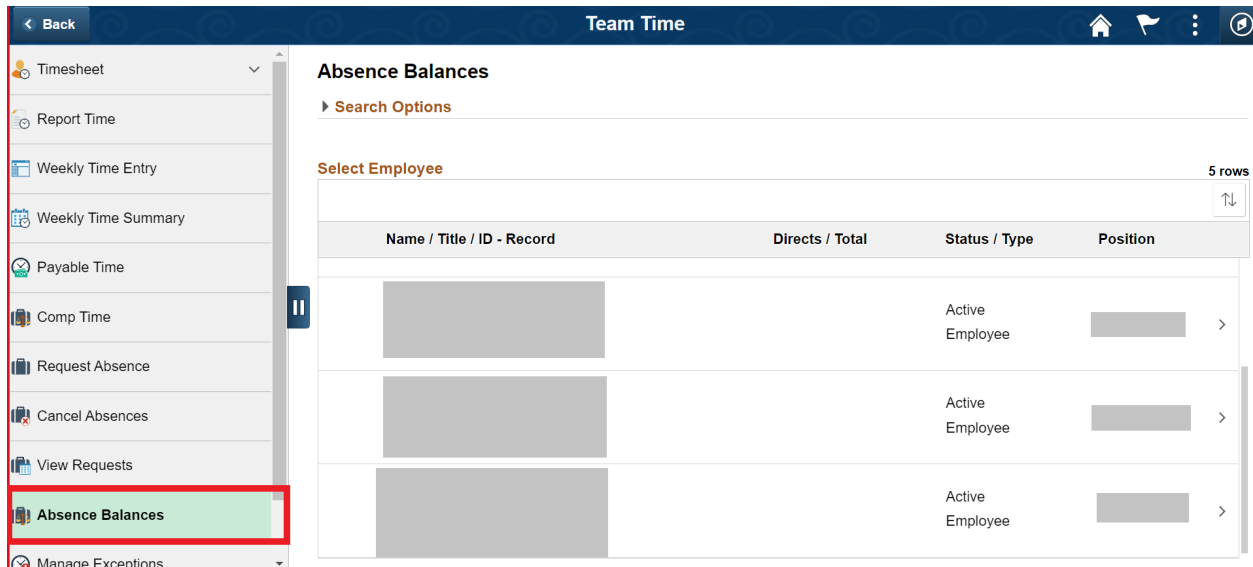 Back
Team Time
Timesheet
Report Time
Weekly Time Entry
Weekly Time Summary
Payable Time
Comp Time
Request Absence
Cancel Absences
View Requests
Absence Balances
Manage Exceptions
Absence Balances
Search Options
Select Employee
5 rows
Name / Title / ID - Record Directs / Total Status / Type Position
Active
Employee
Active
Employee
Active
Employee